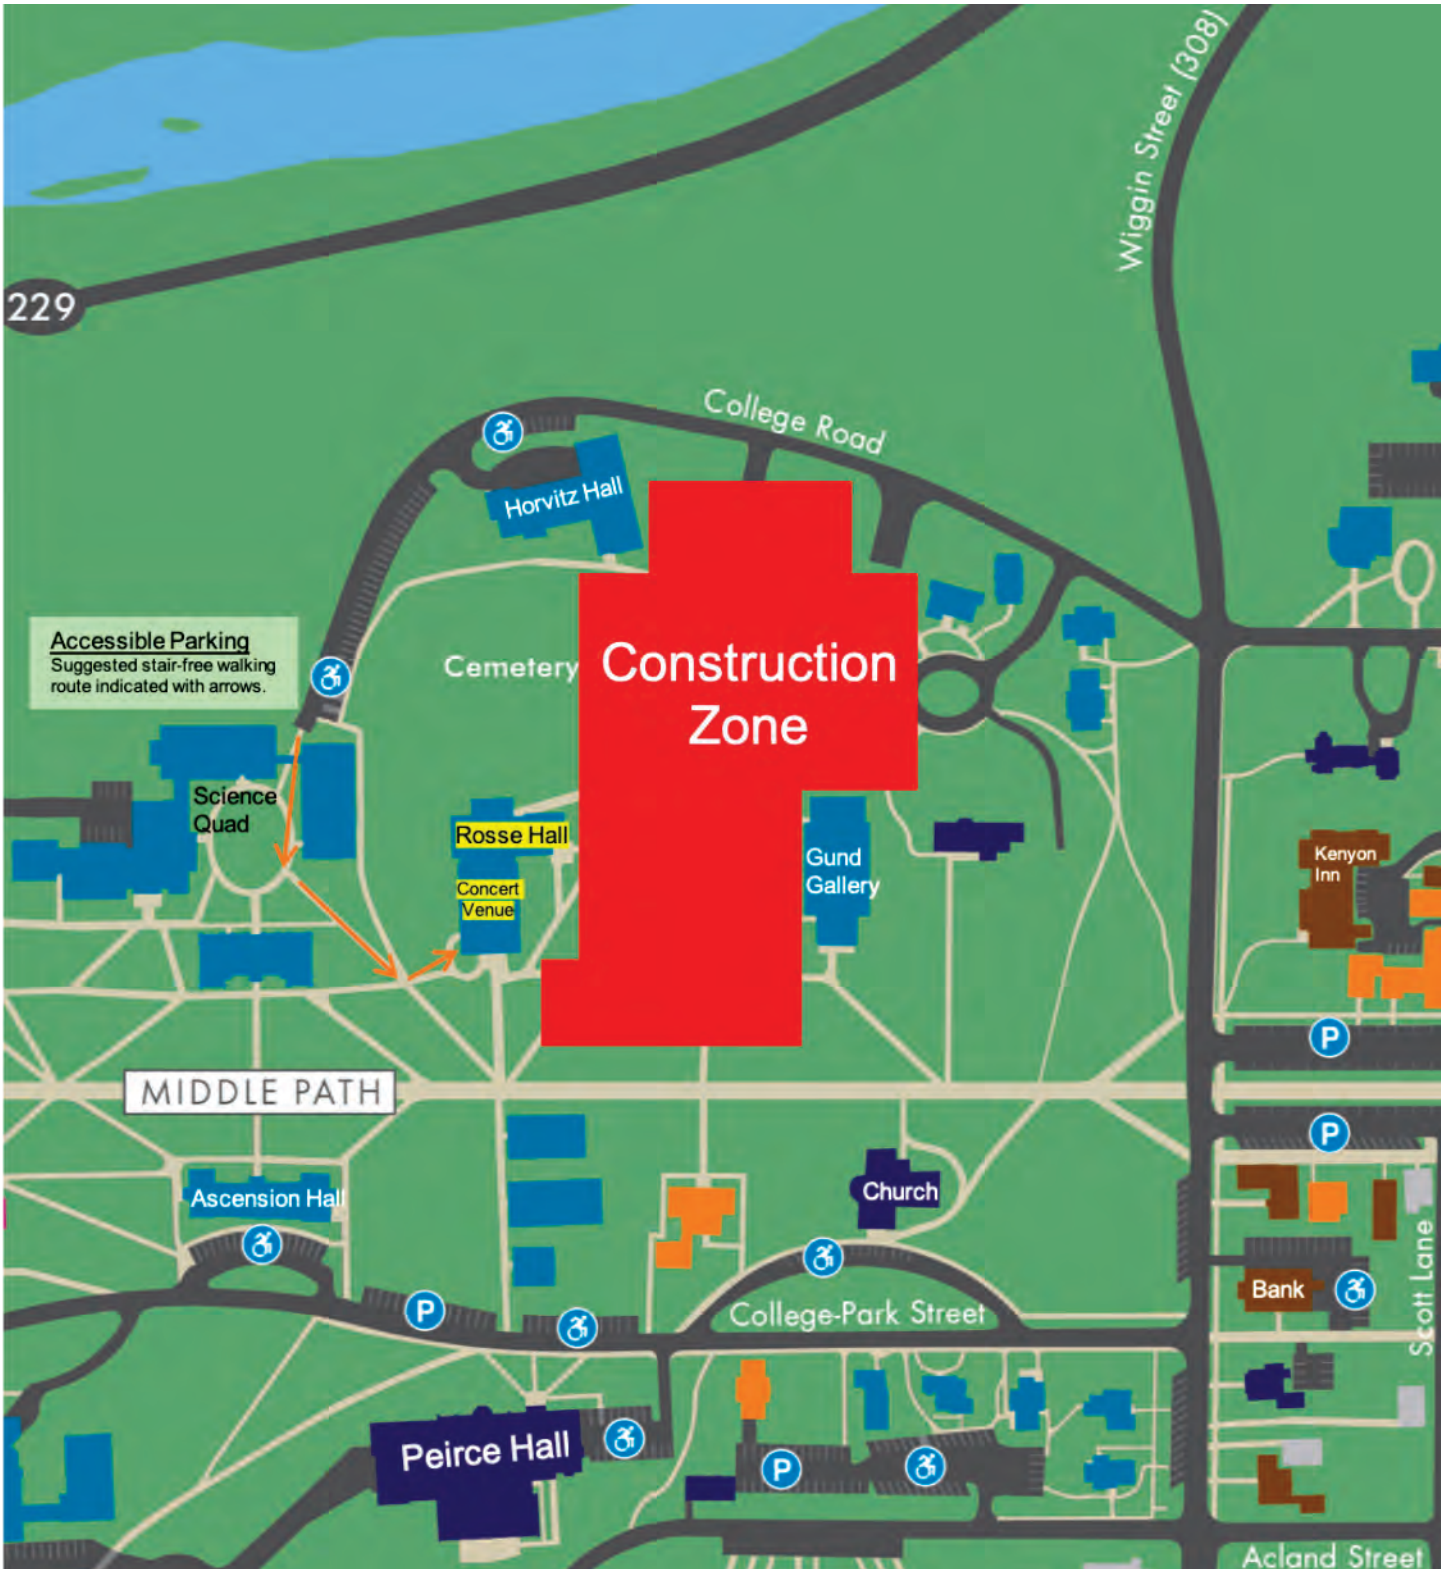 Wiggin Street (308)
229
College Road
Horvitz Hall
Accessible Parking
Suggested stair-free walking
route indicated with arrows.
Cemetery
Construction
Zone
Science
Quad
Rosse Hall
Concert
Venue
Gund
Gallery
Kenyon
Inn
P
MIDDLE PATH
P
Ascension Hall
Church
Bank
Scott Lane
P
College-Park Street
Peirce Hall
P
Acland Street